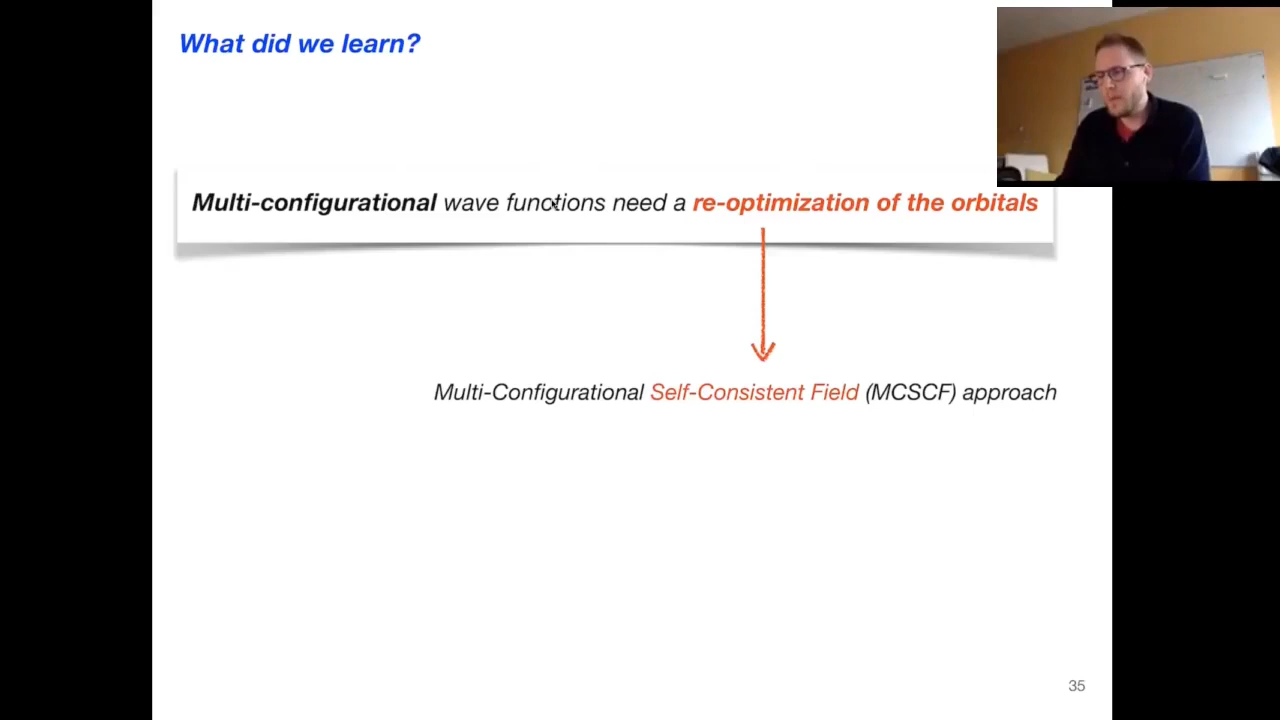 What did we learn?
Multi-configurational wave functions need a re-optimization of the orbitals
Multi-Configurational Self-Consistent Field (MCSCF) approach
35